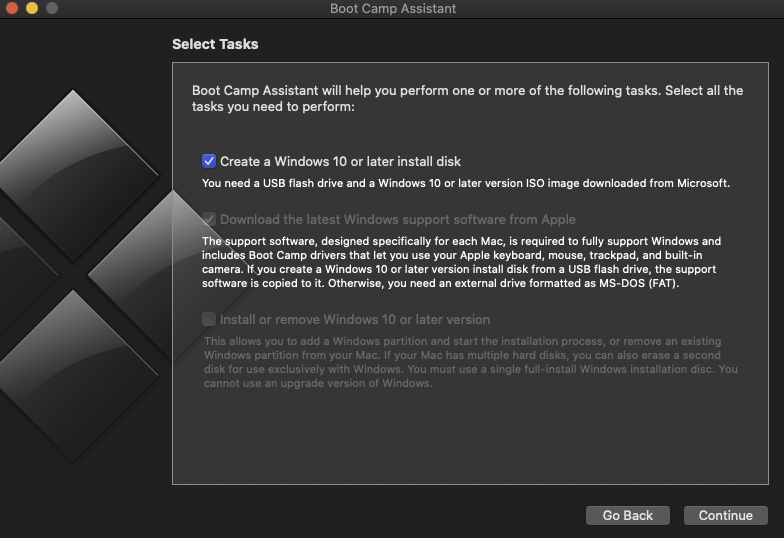 Boot Camp Assistant
Select Tasks
Boot Camp Assistant will help you perform one or more of the following tasks. Select all the
tasks you need to perform:
Create a Windows 10 or later install disk
You need a USB flash drive and a Windows 10 or later version ISO image downloaded from Microsoft.
Download the latest Windows support software from Apple
The support software, designed specifically for each Mac, is required to fully support Windows and
includes Boot Camp drivers that let you use your Apple keyboard, mouse, trackpad, and built-in
camera. If you create a Windows 10 or later version install disk from a USB flash drive, the support
software is copied to it. Otherwise, you need an external drive formatted as MS-DOS (FAT).
Install or remove Windows 10 or later version
This allows you to add a Windows partition and start the installation process, or remove an existing
Windows partition from your Mac. If your Mac has multiple hard disks, you can also erase a second
disk for use exclusively with Windows. You must use a single full-install Windows installation disc. You
cannot use an upgrade version of Windows.
Go Back
Continue